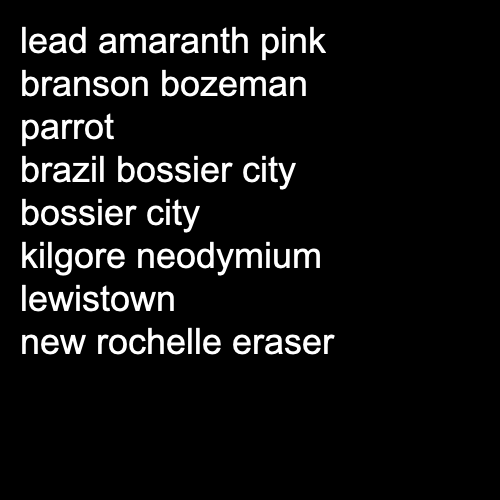 lead amaranth pink
branson bozeman
parrot
brazil bossier city
bossier city
kilgore neodymium
lewistown
new rochelle eraser